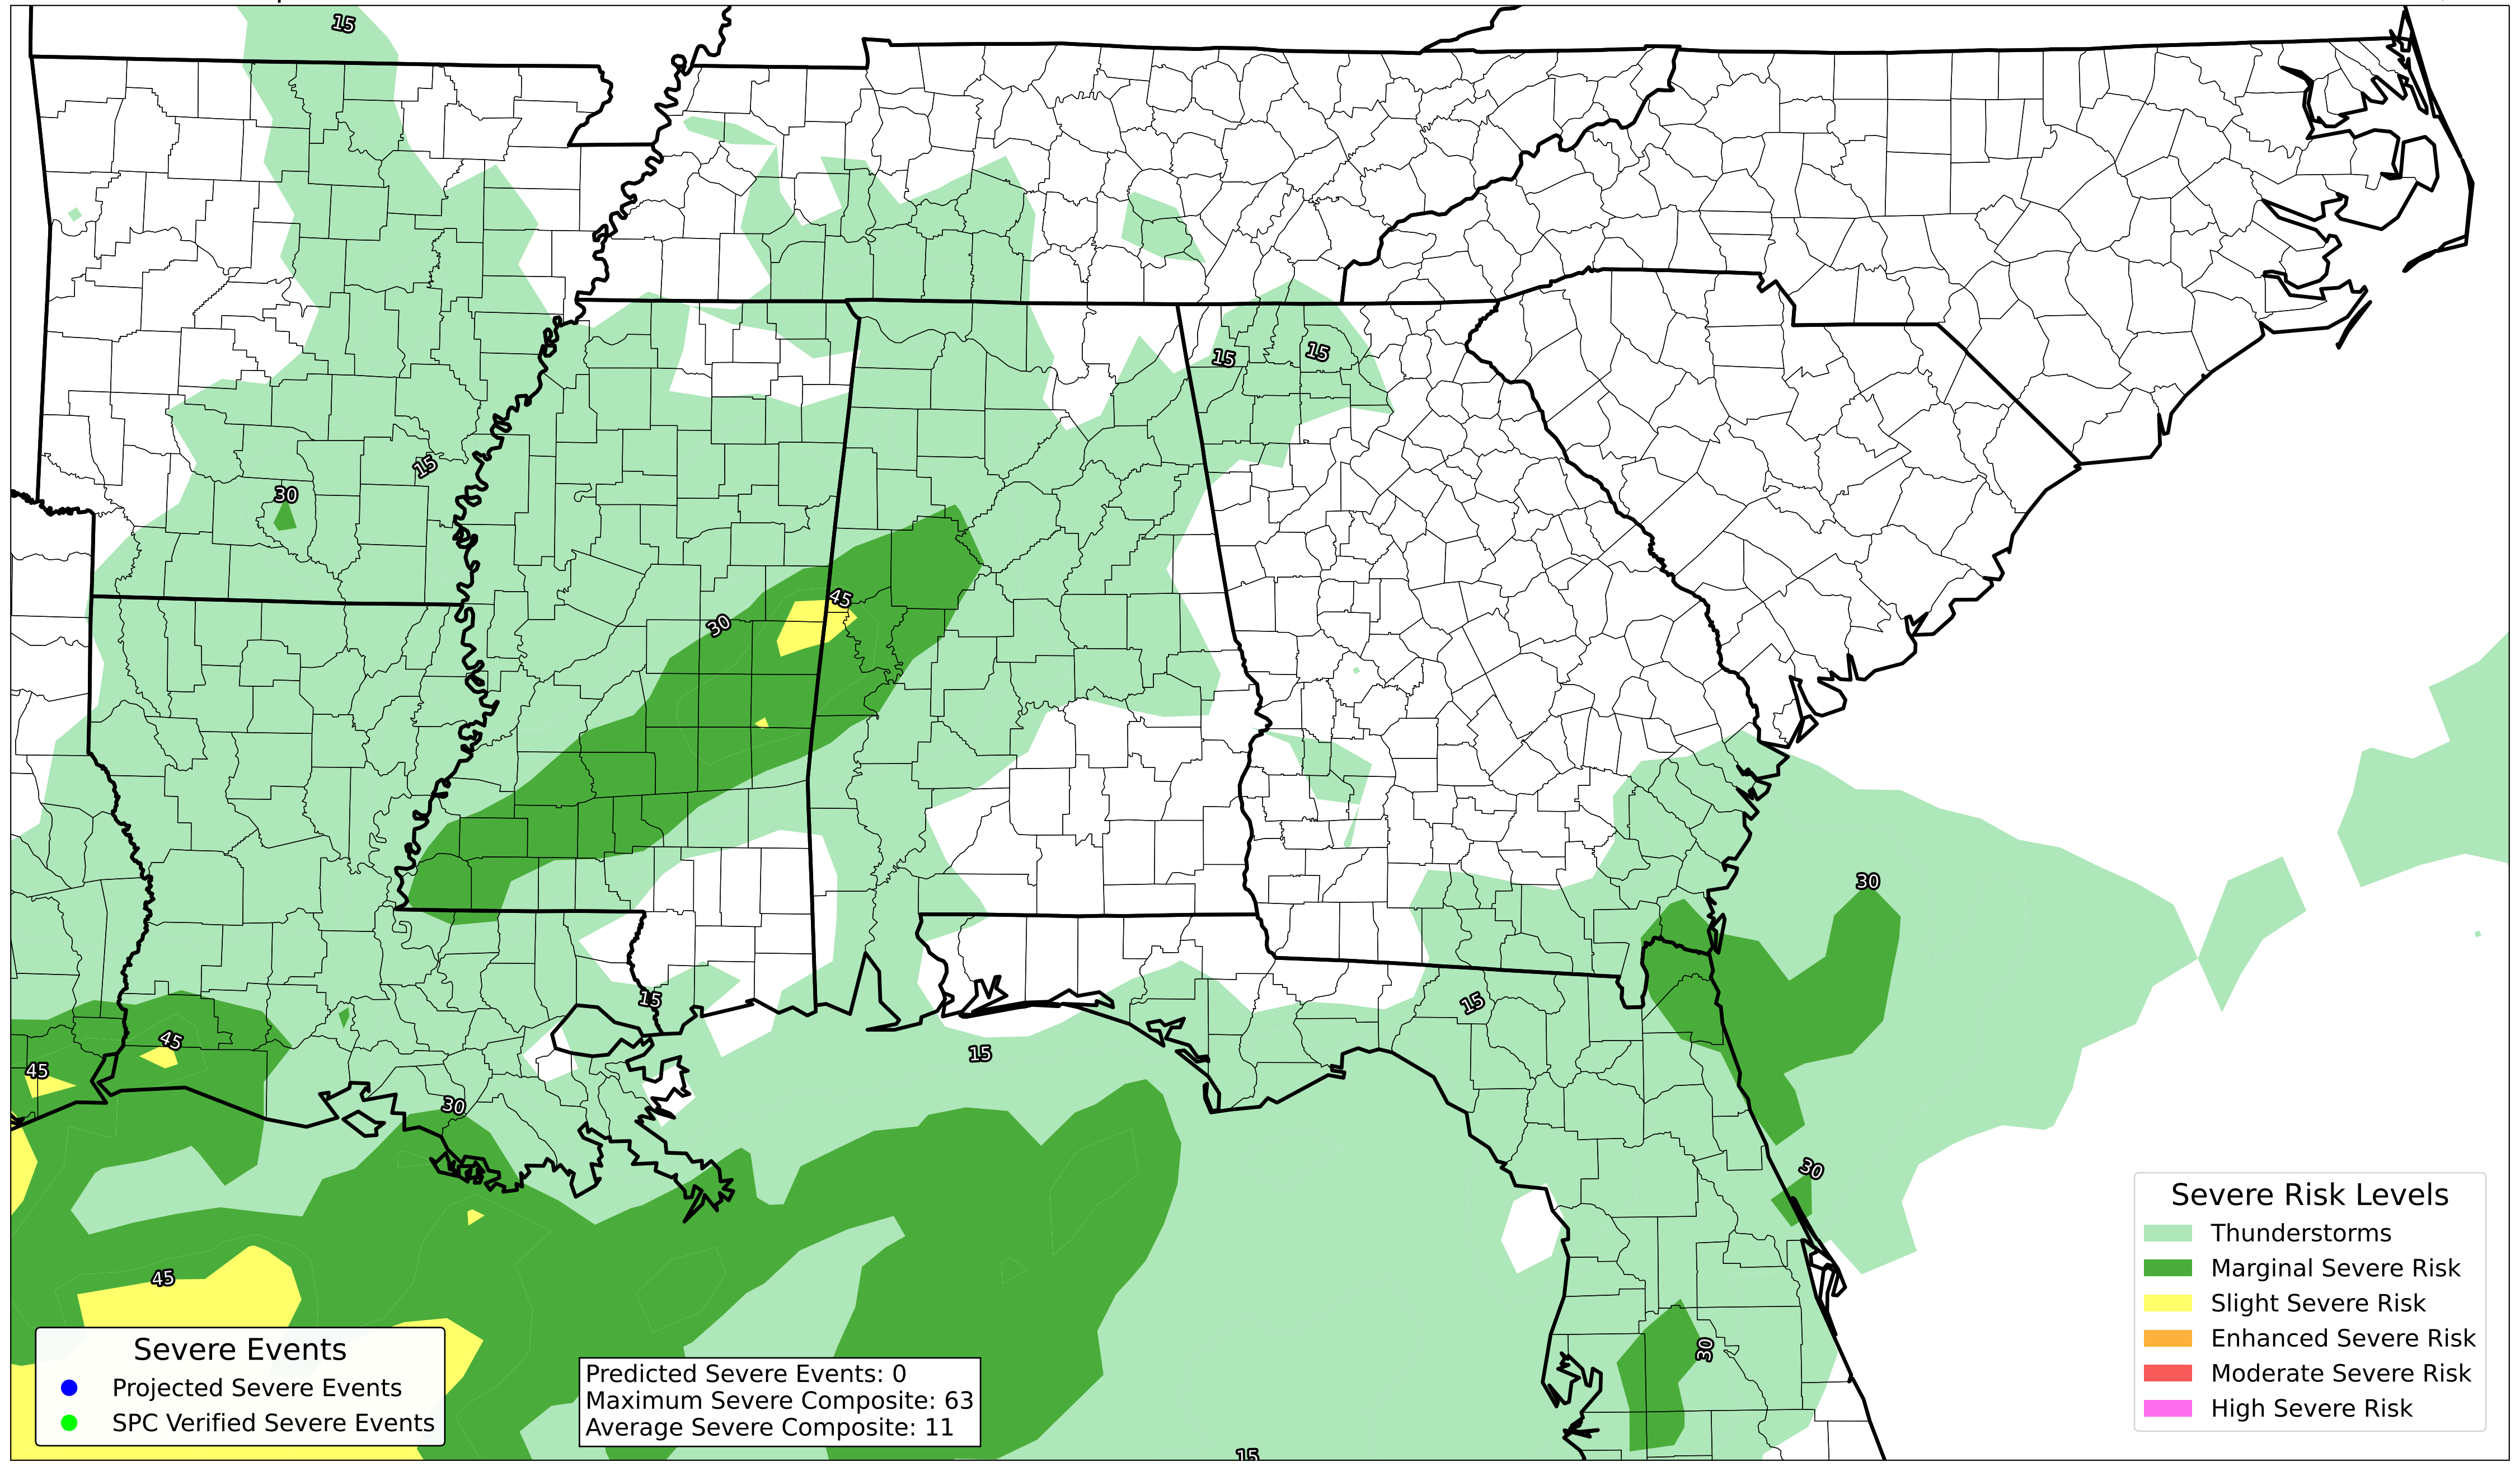 15
15
15
15
30
45
30
30
15
15
45
15
45
30
30
45
30
15
Severe Risk Levels
Thunderstorms
Marginal Severe Risk
Slight Severe Risk
Enhanced Severe Risk
Moderate Severe Risk
High Severe Risk
Severe Events
Projected Severe Events
SPC Verified Severe Events
Predicted Severe Events: 0
Maximum Severe Composite: 63
Average Severe Composite: 11